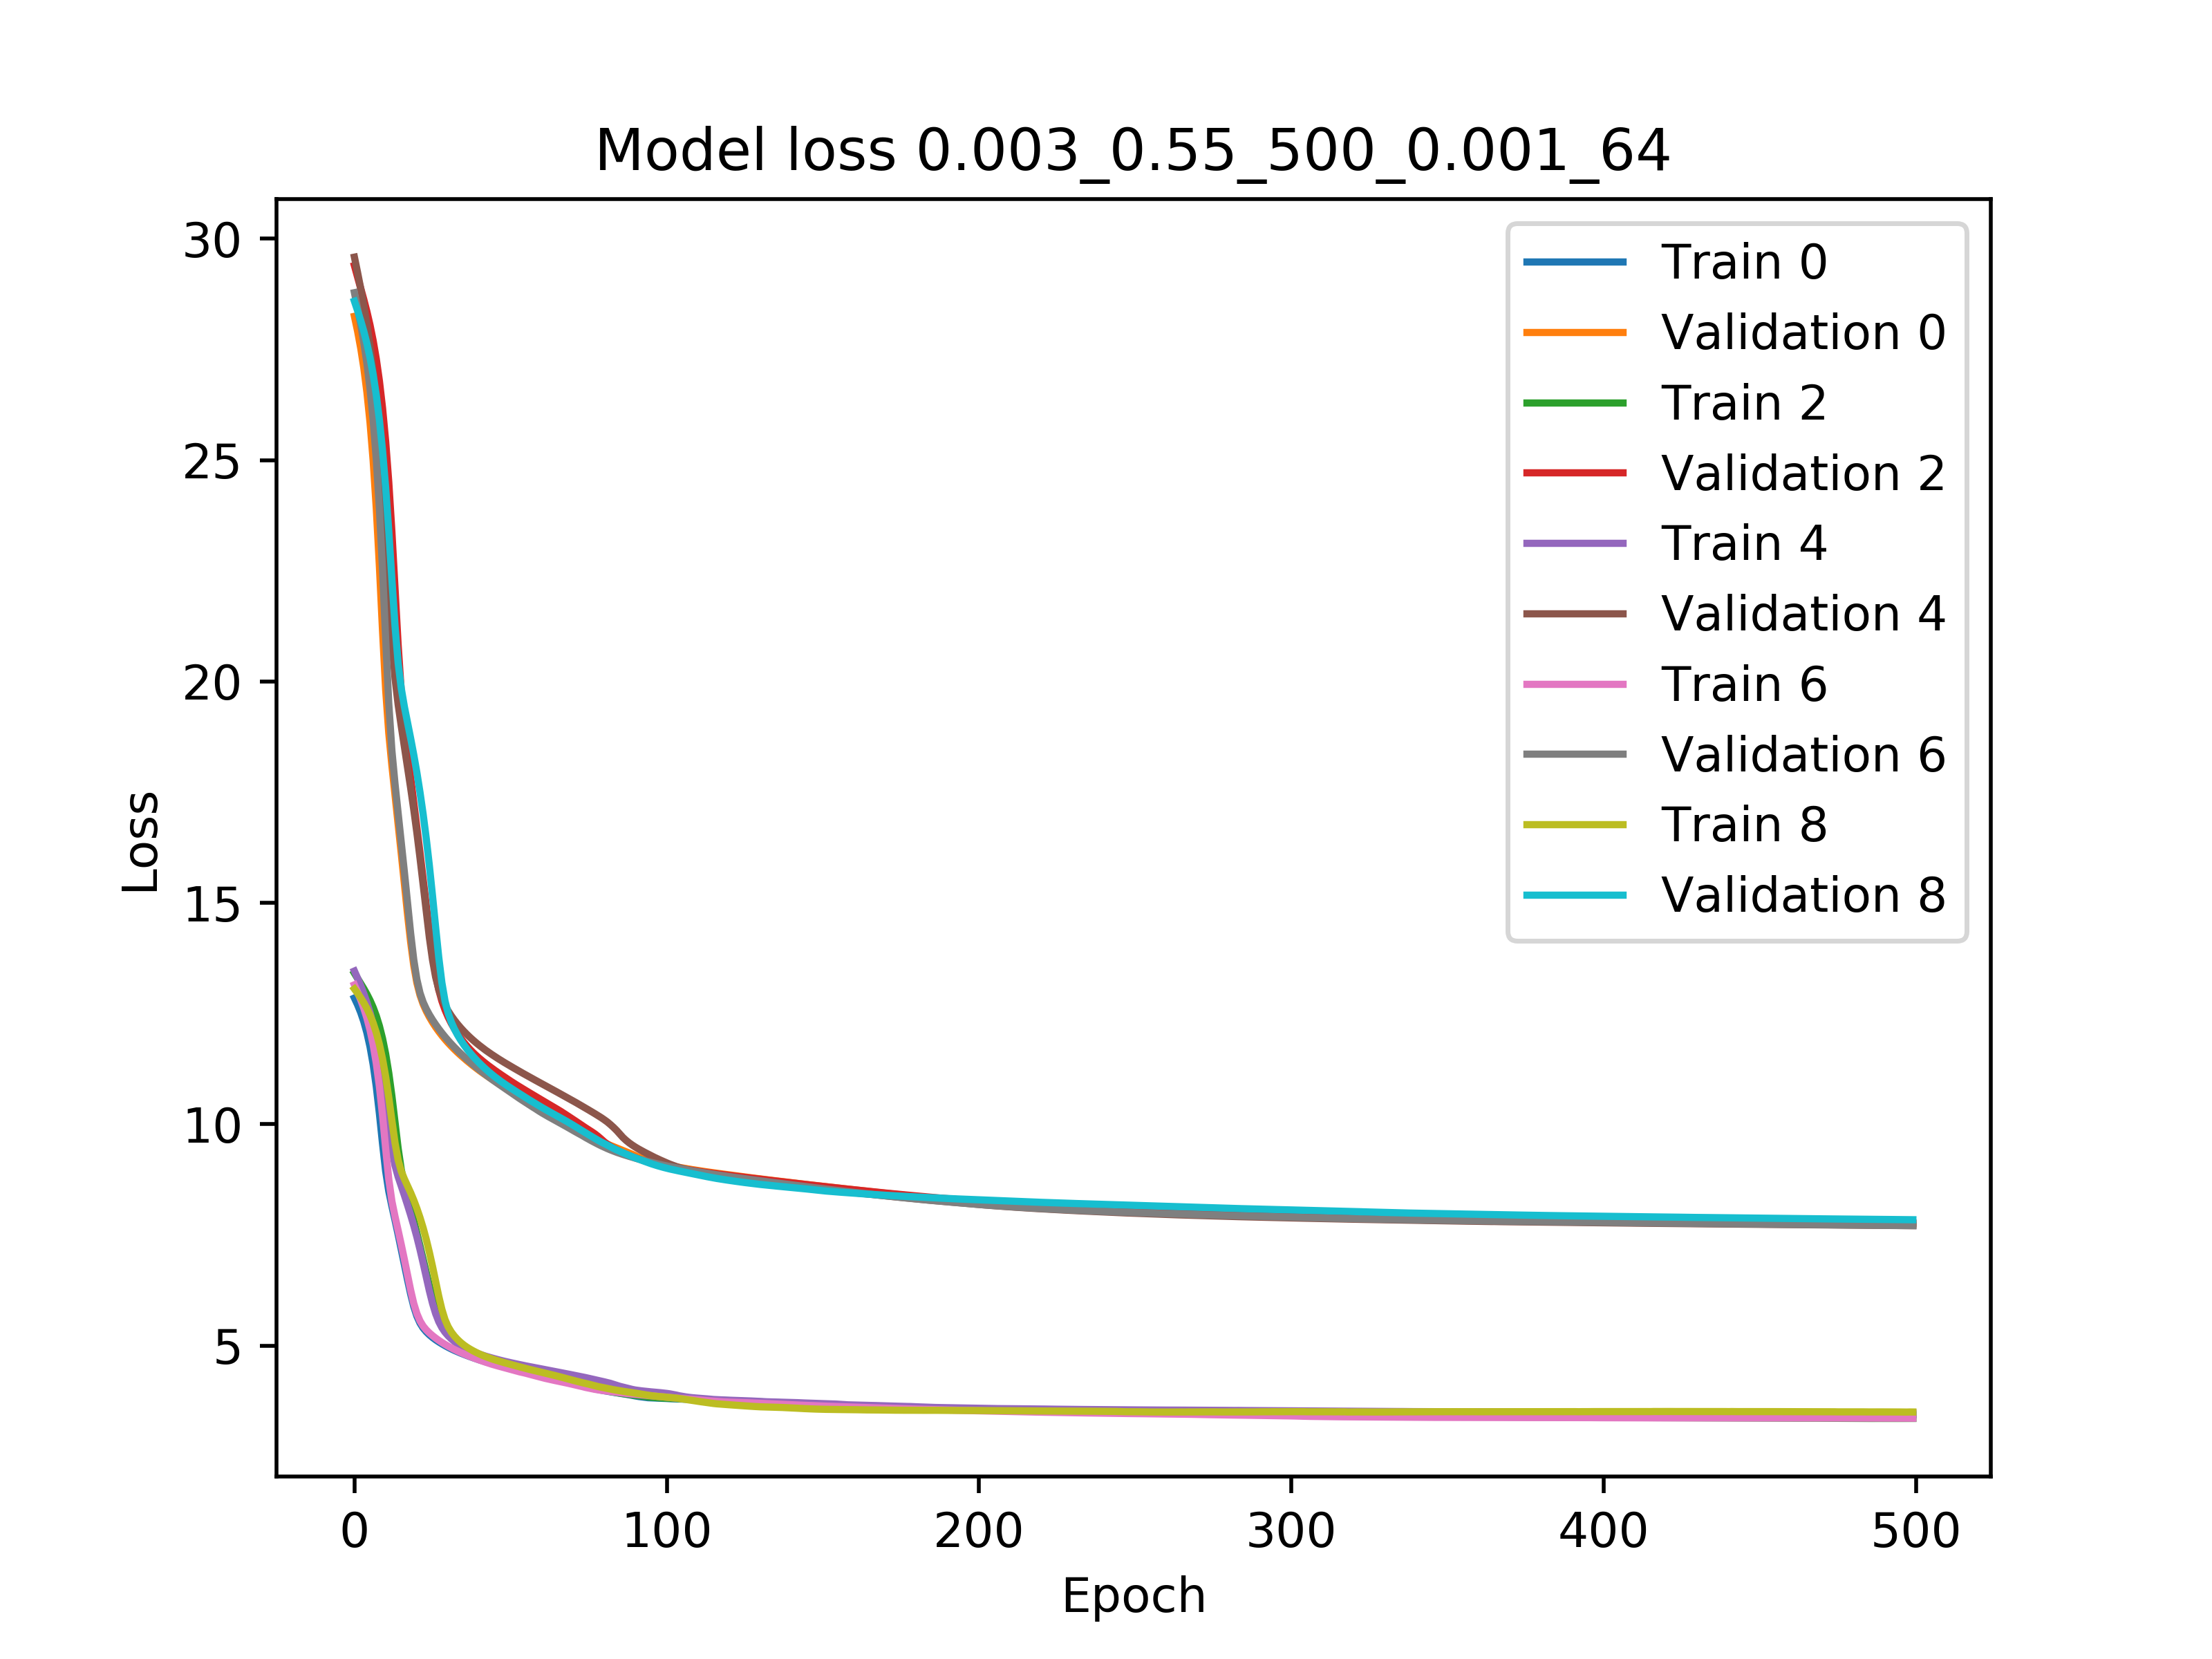 Model loss 0.003_0.55_500_0.001_64
30
25
20
15
10
5
Loss
Train 0
Validation 0
Train 2
Validation 2
Train 4
Validation 4
Train 6
Validation 6
Train 8
Validation 8
0 100 200 300 400 500
Epoch